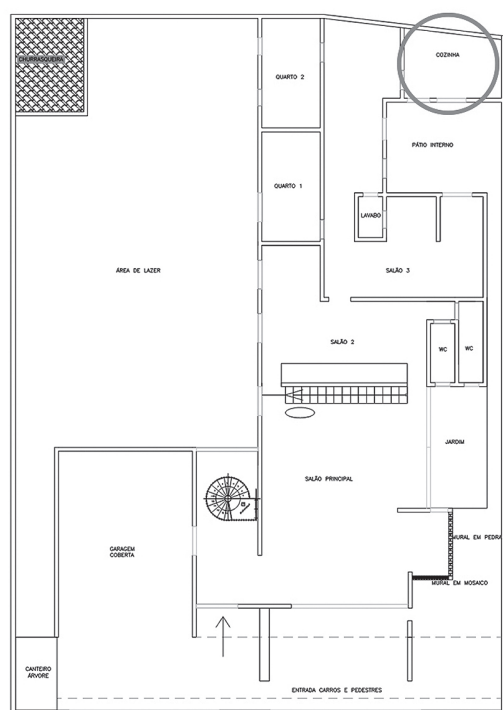 CHURRASQUEIRA
COZINHA
QUARTO 2
PÁTIO INTERNO
QUARTO 1
LAVABO
ÁREA DE LAZER
SALÃO 3
SALÃO 2
WC
WC
JARDIM
SALÃO PRINCIPAL
MURAL EM PEDRA
GARAGEM
COBERTA
MURAL EM MOSAICO
CANTEIRO
ÁRVORE
ENTRADA CARROS E PEDESTRES